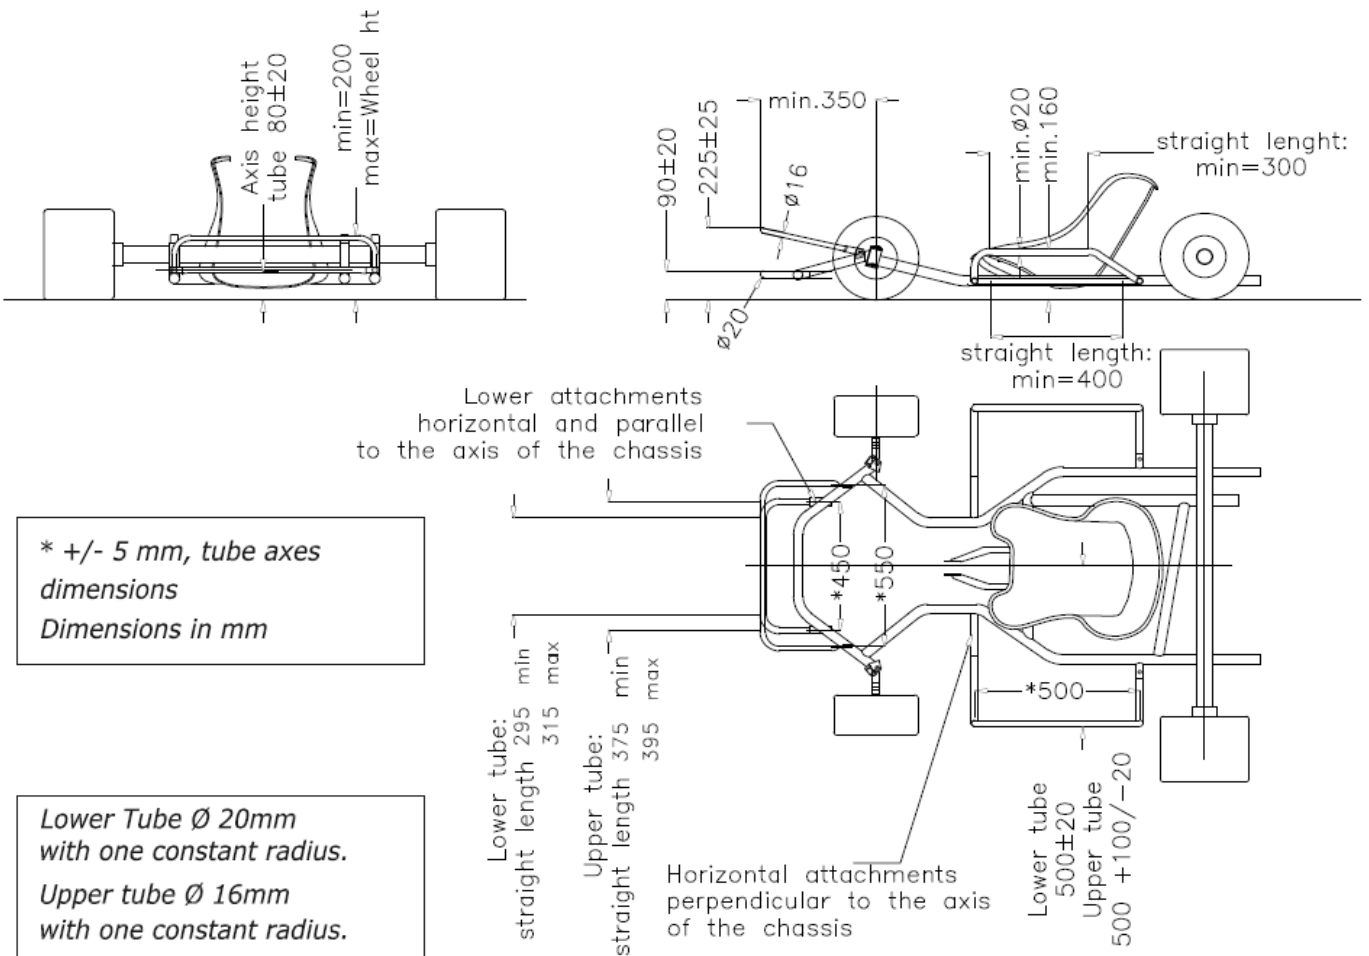 Axis height
tube 80±20
min=200
max=Wheel ht
min.350
90±20
225±25
ø16
ø20
min.ø20
min.160
straight lenght:
min=300
straight length:
min=400
Lower attachments
horizontal and parallel
to the axis of the chassis
* +/- 5 mm, tube axes
dimensions
Dimensions in mm
*450
*550
*500
Lower tube:
straight length 295 min
315 max
Upper tube:
straight length 375 min
395 max
Lower tube
500±20
Upper tube
500 +100/-20
Horizontal attachments
perpendicular to the axis
of the chassis
Lower Tube Ø 20mm
with one constant radius.
Upper tube Ø 16mm
with one constant radius.